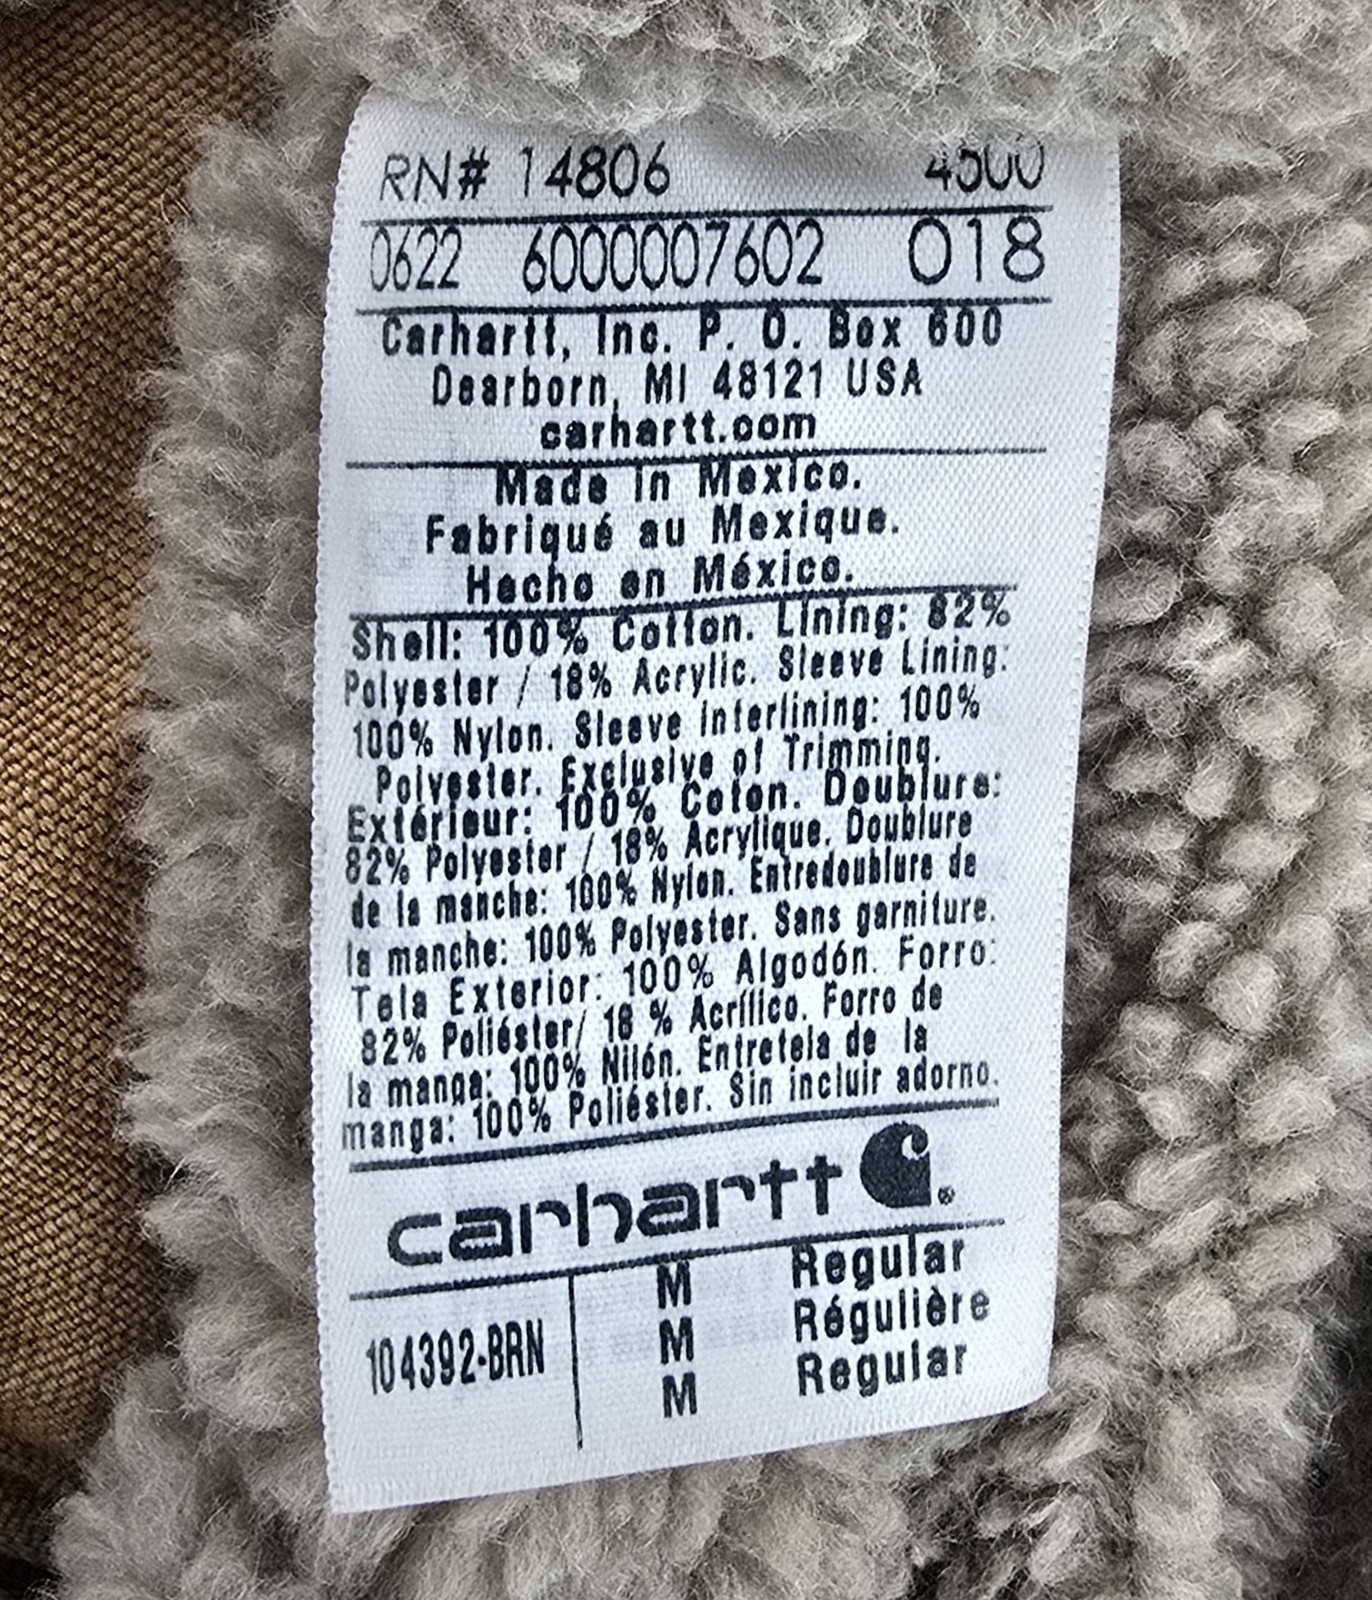 RN# 14806 4500
0622 6000007602 018
Carhartt, Inc. P. O. Box 600
Dearborn, MI 48121 USA
carhartt.com
Made in Mexico.
Fabriqué au Mexique.
Hecho en México.
Shell: 100% Cotton. Lining: 82%
Polyester / 18% Acrylic. Sleeve Lining:
100% Nylon. Sleeve Interlining: 100%
Polyester. Exclusive of Trimming.
Extérieur: 100% Coton. Doublure:
82% Polyester / 18% Acrylique. Doublure
de la manche: 100% Nylon. Entredoublure de
la manche: 100% Polyester. Sans garniture.
Tela Exterior: 100% Algodón. Forro:
82% Poliéster/ 18 % Acrílico. Forro de
la manga: 100% Nilón. Entretela de la
manga: 100% Poliéster. Sin incluir adorno.
carhartt
M Regular
104392-BRN M Régulière
M Regular